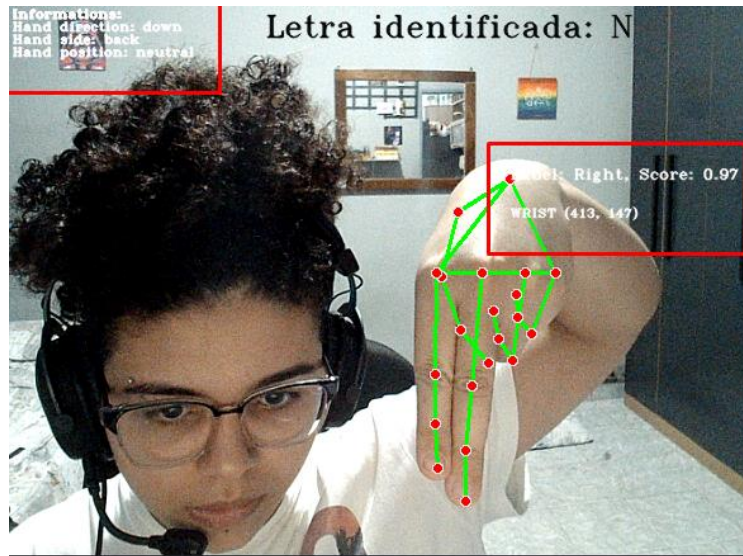 Informations:
Hand direction: down
Hand side: back
Hand position: neutral
Letra identificada: N
Label: Right, Score: 0.97
WRIST (413, 147)